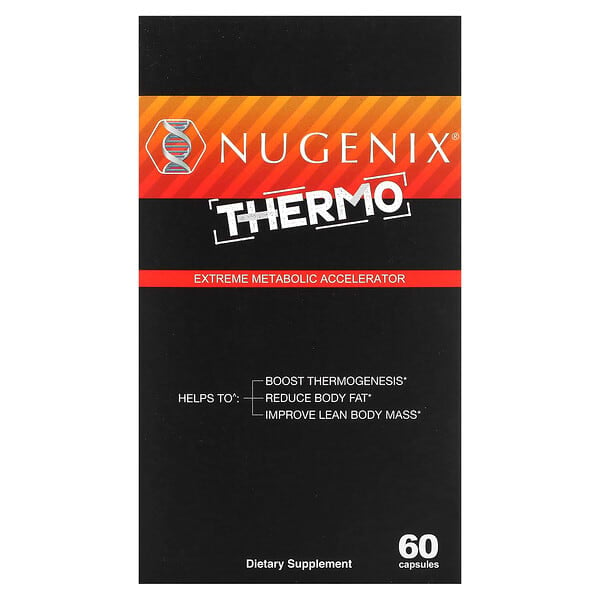 NUGENIX®
THERMO
EXTREME METABOLIC ACCELERATOR
HELPS TO^:
BOOST THERMOGENESIS*
REDUCE BODY FAT*
IMPROVE LEAN BODY MASS*
Dietary Supplement
60
capsules